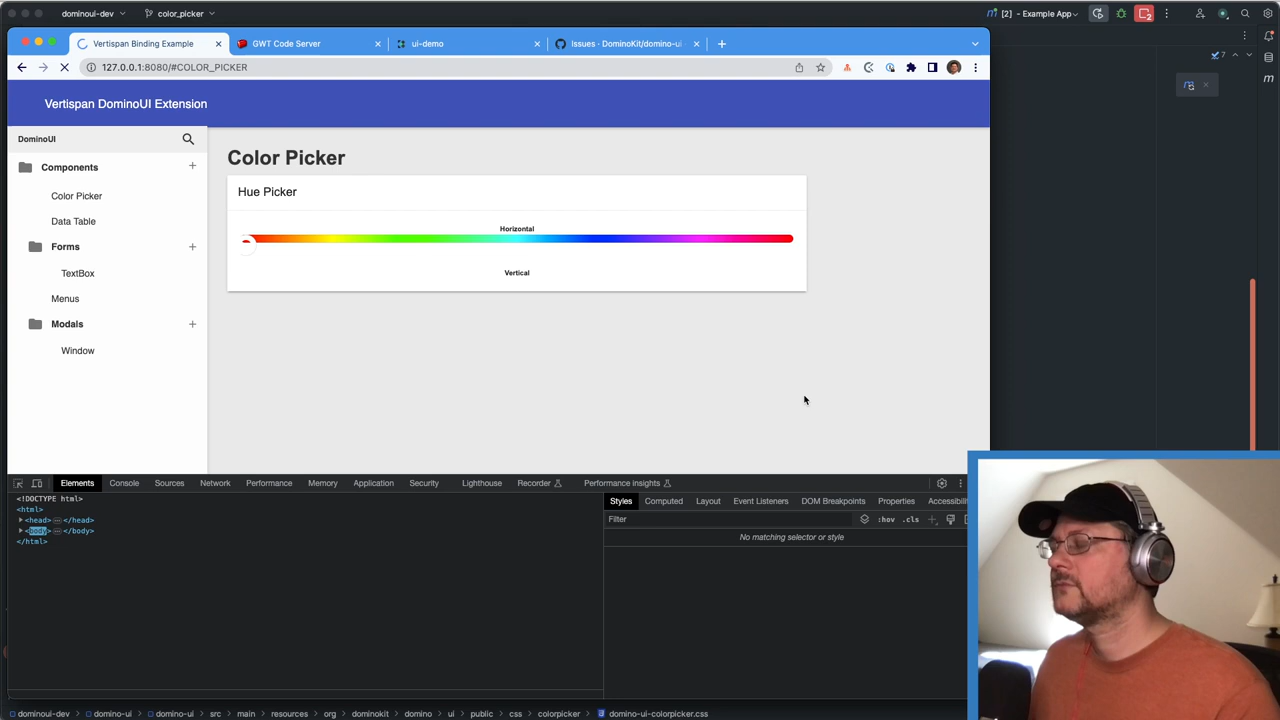 dominoui-dev
color_picker
[2] - Example App
2
Vertispan Binding Example
GWT Code Server
ui-demo
Issues · DominoKit/domino-ui
127.0.0.1:8080/#COLOR_PICKER
7
Vertispan DominoUI Extension
DominoUI
Components
Color Picker
Data Table
Forms
TextBox
Menus
Modals
Window
Color Picker
Hue Picker
Horizontal
Vertical
Elements Console Sources Network Performance Memory Application Security Lighthouse Recorder Performance insights
<!DOCTYPE html>
<html>
<head> … </head>
<body> … </body>
</html>
Styles Computed Layout Event Listeners DOM Breakpoints Properties Accessibili
Filter
:hov .cls
No matching selector or style
dominoui-dev > domino-ui > domino-ui > src > main > resources > org > dominokit > domino > ui > public > css > colorpicker > domino-ui-colorpicker.css